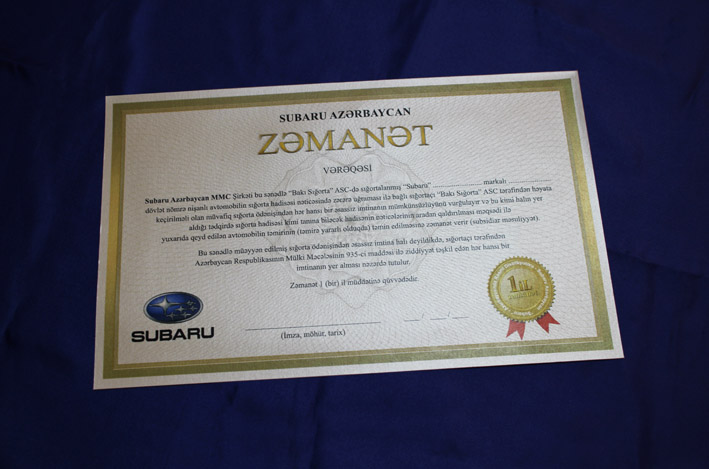 SUBARU AZƏRBAYCAN
ZƏMANƏT
VƏRƏQƏSİ
Subaru Azərbaycan MMC Şirkəti bu sənədlə "Bakı Sığorta" ASC-də sığortalanmış "Subaru" ........................ markalı ....................
dövlət nömrə nişanlı avtomobilin sığorta hadisəsi nəticəsində zərərə uğraması ilə bağlı sığortaçı "Bakı Sığorta" ASC tərəfindən həyata
keçirilməli olan müvafiq sığorta ödənişindən hər hansı bir əsassız imtinanın mümkünsüzlüyünü vurğulayır və bu kimi halın yer
aldığı təqdirdə sığorta hadisəsi kimi tanına biləcək hadisənin nəticələrinin aradan qaldırılması məqsədi ilə
yuxarıda qeyd edilən avtomobilin təmirinin (təmirə yararlı olduqda) təmin edilməsinə zəmanət verir (subsidiar məsuliyyət).
Bu sənədlə müəyyən edilmiş sığorta ödənişindən əsassız imtina halı deyildikdə, sığortaçı tərəfindən
Azərbaycan Respublikasının Mülki Məcəlləsinin 935-ci maddəsi ilə ziddiyyət təşkil edən hər hansı bir
imtinanın yer alması nəzərdə tutulur.
Zəmanət 1 (bir) il müddətinə qüvvədədir.
SUBARU
(İmza, möhür, tarix)
1 İL